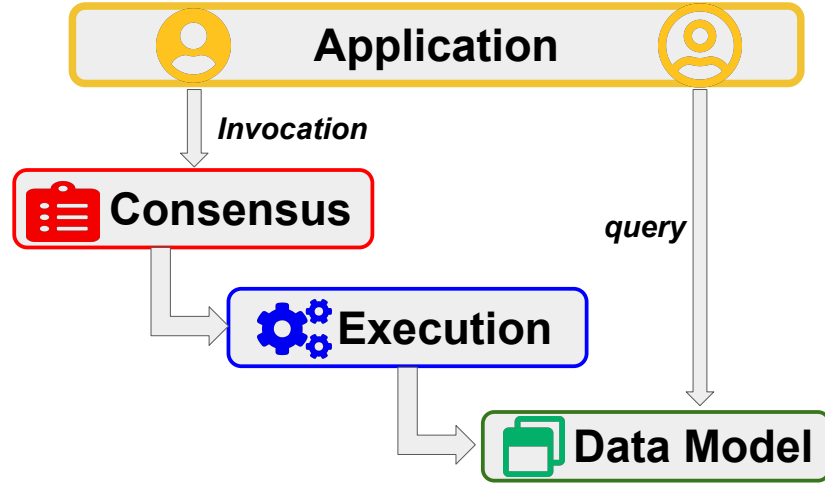 Application
Invocation
Consensus
query
Execution
Data Model